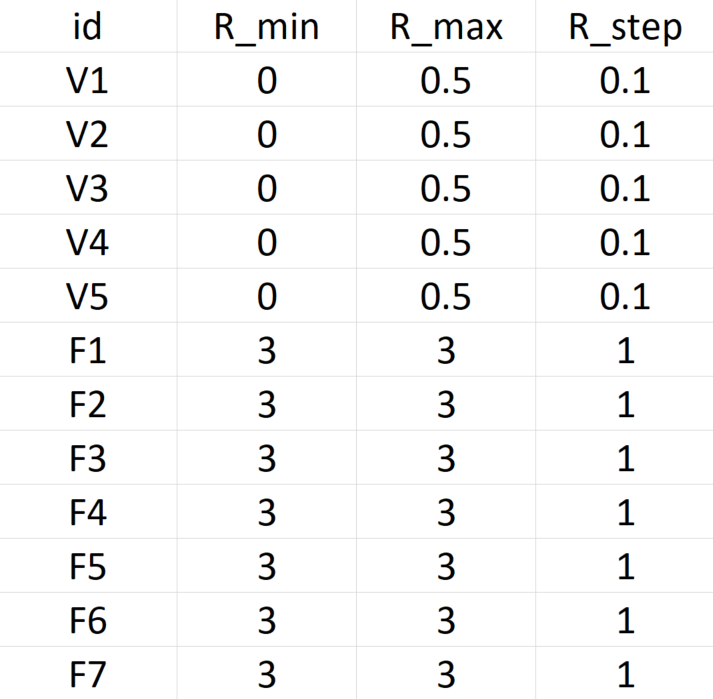 id R_min R_max R_step
V1 0 0.5 0.1
V2 0 0.5 0.1
V3 0 0.5 0.1
V4 0 0.5 0.1
V5 0 0.5 0.1
F1 3 3 1
F2 3 3 1
F3 3 3 1
F4 3 3 1
F5 3 3 1
F6 3 3 1
F7 3 3 1